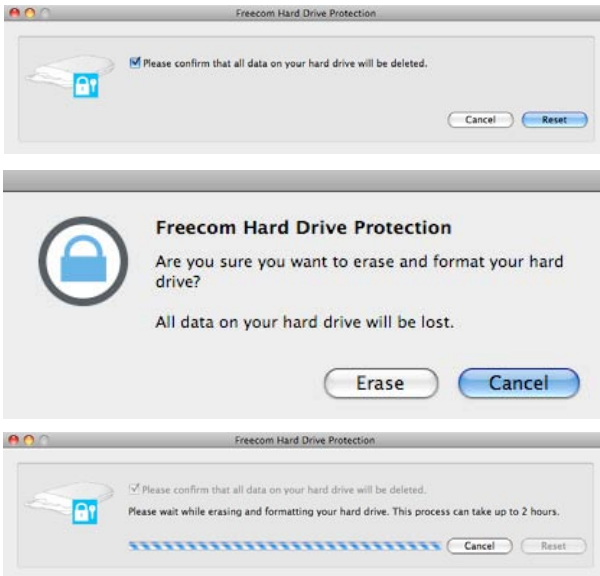 Freecom Hard Drive Protection
Please confirm that all data on your hard drive will be deleted.
Cancel
Reset
Freecom Hard Drive Protection
Are you sure you want to erase and format your hard
drive?
All data on your hard drive will be lost.
Erase
Cancel
Freecom Hard Drive Protection
Please confirm that all data on your hard drive will be deleted.
Please wait while erasing and formatting your hard drive. This process can take up to 2 hours.
Cancel
Reset